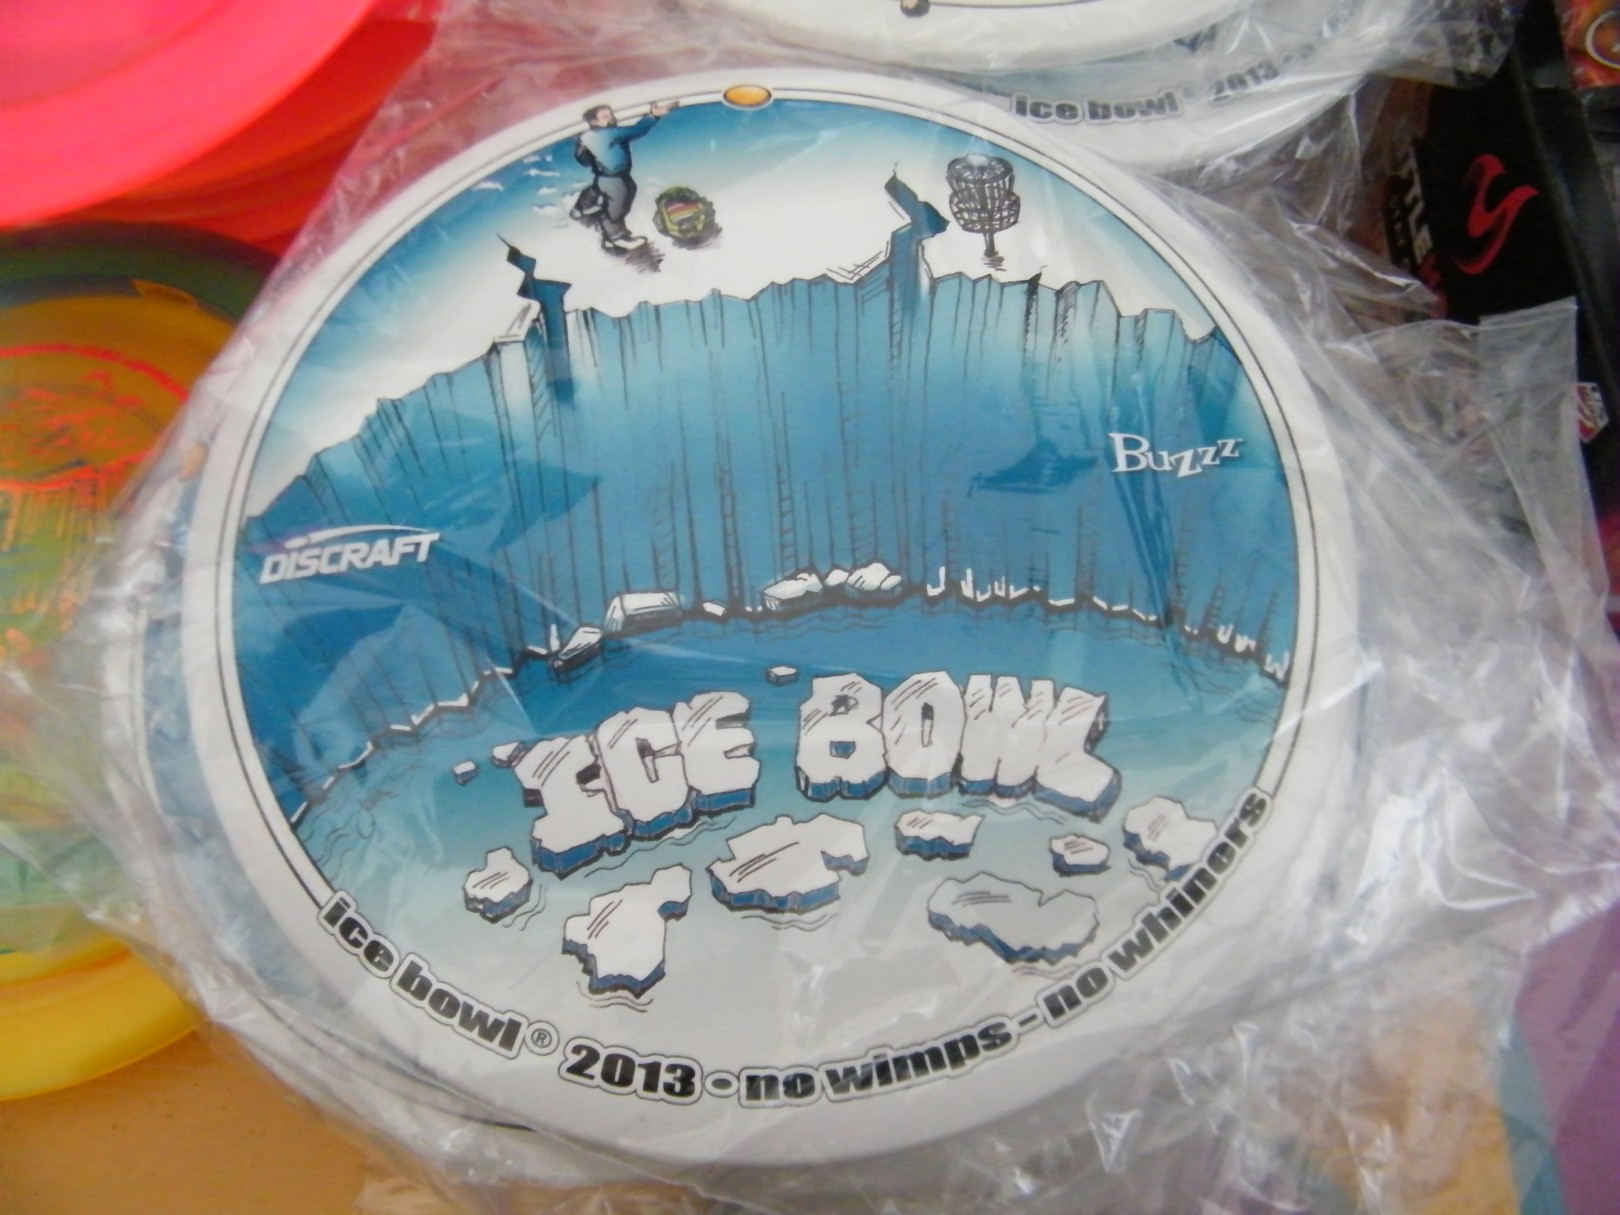 ice bowl® 2013 ·
Buzzz
DISCRAFT
ICE BOWL
ice bowl® 2013 • no wimps - no whiners